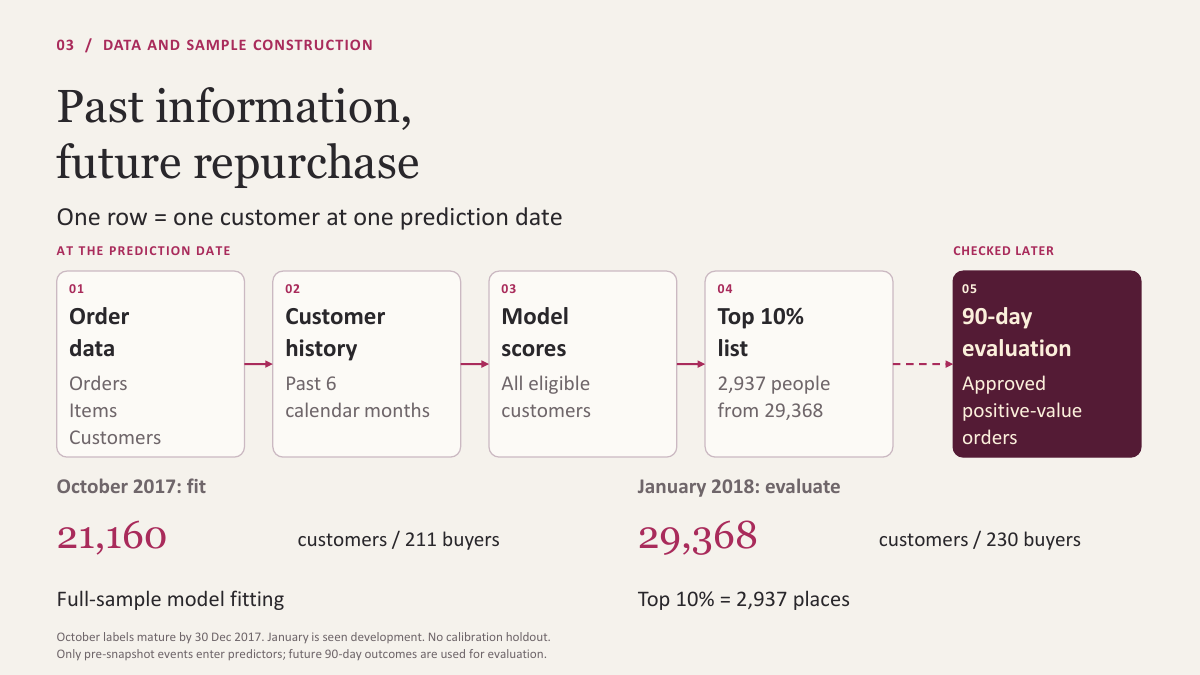 03 / DATA AND SAMPLE CONSTRUCTION
Past information,
future repurchase
One row = one customer at one prediction date
AT THE PREDICTION DATE
CHECKED LATER
01
Order
data
Orders
Items
Customers
02
Customer
history
Past 6
calendar months
03
Model
scores
All eligible
customers
04
Top 10%
list
2,937 people
from 29,368
05
90-day
evaluation
Approved
positive-value
orders
October 2017: fit
21,160 customers / 211 buyers
Full-sample model fitting
January 2018: evaluate
29,368 customers / 230 buyers
Top 10% = 2,937 places
October labels mature by 30 Dec 2017. January is seen development. No calibration holdout.
Only pre-snapshot events enter predictors; future 90-day outcomes are used for evaluation.